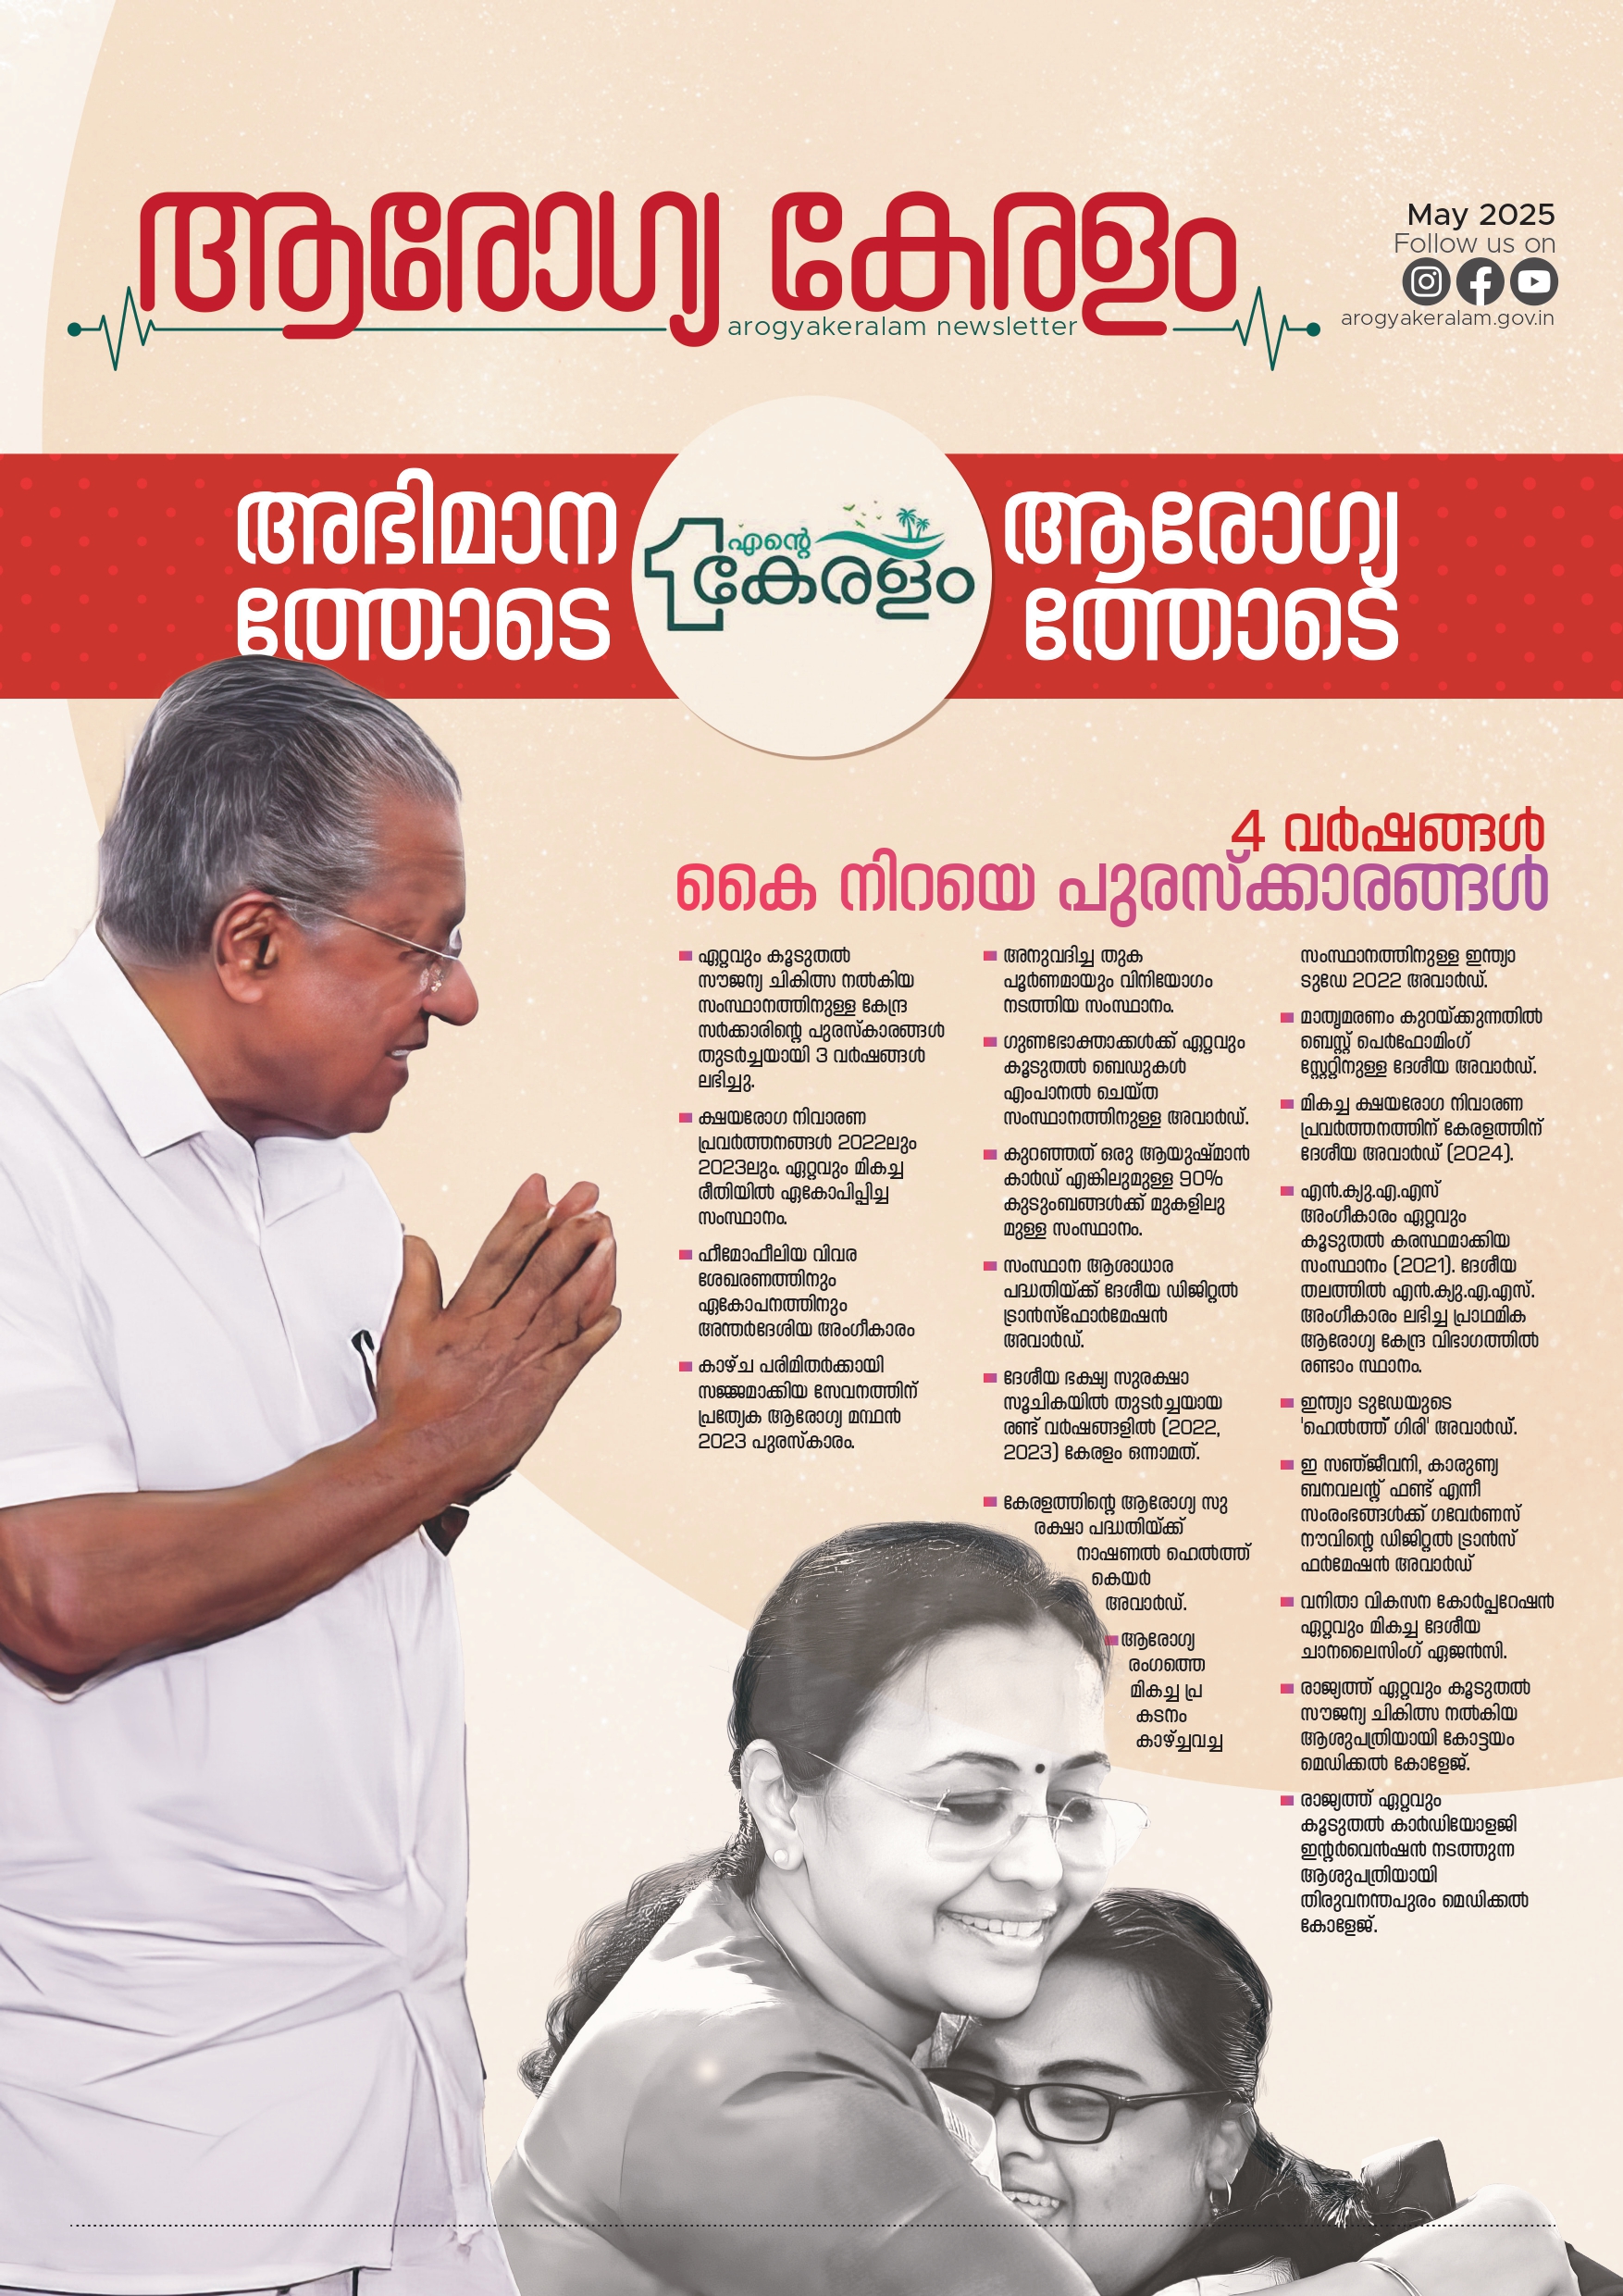 ആരോഗ്യ കേരളം
arogyakeralam newsletter
May 2025
Follow us on
arogyakeralam.gov.in
അഭിമാന
ത്തോടെ
എന്റെ
കേരളം
ആരോഗ്യ
ത്തോടെ
4 വർഷങ്ങൾ
കൈ നിറയെ പുരസ്ക്കാരങ്ങൾ
ഏറ്റവും കൂടുതൽ
സൗജന്യ ചികിത്സ നൽകിയ
സംസ്ഥാനത്തിനുള്ള കേന്ദ്ര
സർക്കാരിന്റെ പുരസ്കാരങ്ങൾ
തുടർച്ചയായി 3 വർഷങ്ങൾ
ലഭിച്ചു.
ക്ഷയരോഗ നിവാരണ
പ്രവർത്തനങ്ങൾ 2022ലും
2023ലും. ഏറ്റവും മികച്ച
രീതിയിൽ ഏകോപിപ്പിച്ച
സംസ്ഥാനം.
ഹീമോഫീലിയ വിവര
ശേഖരണത്തിനും
ഏകോപനത്തിനും
അന്തർദേശിയ അംഗീകാരം
കാഴ്ച പരിമിതർക്കായി
സജ്ജമാക്കിയ സേവനത്തിന്
പ്രത്യേക ആരോഗ്യ മന്ഥൻ
2023 പുരസ്കാരം.
അനുവദിച്ച തുക
പൂർണമായും വിനിയോഗം
നടത്തിയ സംസ്ഥാനം.
ഗുണഭോക്താക്കൾക്ക് ഏറ്റവും
കൂടുതൽ ബെഡുകൾ
എംപാനൽ ചെയ്ത
സംസ്ഥാനത്തിനുള്ള അവാർഡ്.
കുറഞ്ഞത് ഒരു ആയുഷ്മാൻ
കാർഡ് എങ്കിലുമുള്ള 90%
കുടുംബങ്ങൾക്ക് മുകളിലു
മുള്ള സംസ്ഥാനം.
സംസ്ഥാന ആശാധാര
പദ്ധതിയ്ക്ക് ദേശീയ ഡിജിറ്റൽ
ട്രാൻസ്ഫോർമേഷൻ
അവാർഡ്.
ദേശീയ ഭക്ഷ്യ സുരക്ഷാ
സൂചികയിൽ തുടർച്ചയായ
രണ്ട് വർഷങ്ങളിൽ (2022,
2023) കേരളം ഒന്നാമത്.
കേരളത്തിന്റെ ആരോഗ്യ സു
രക്ഷാ പദ്ധതിയ്ക്ക്
നാഷണൽ ഹെൽത്ത്
കെയർ
അവാർഡ്.
ആരോഗ്യ
രംഗത്തെ
മികച്ച പ്ര
കടനം
കാഴ്ച്ചവച്ച
സംസ്ഥാനത്തിനുള്ള ഇന്ത്യാ
ടുഡേ 2022 അവാർഡ്.
മാതൃമരണം കുറയ്ക്കുന്നതിൽ
ബെസ്റ്റ് പെർഫോമിംഗ്
സ്റ്റേറ്റിനുള്ള ദേശീയ അവാർഡ്.
മികച്ച ക്ഷയരോഗ നിവാരണ
പ്രവർത്തനത്തിന് കേരളത്തിന്
ദേശീയ അവാർഡ് (2024).
എൻ.ക്യു.എ.എസ്
അംഗീകാരം ഏറ്റവും
കൂടുതൽ കരസ്ഥമാക്കിയ
സംസ്ഥാനം (2021). ദേശീയ
തലത്തിൽ എൻ.ക്യു.എ.എസ്.
അംഗീകാരം ലഭിച്ച പ്രാഥമിക
ആരോഗ്യ കേന്ദ്ര വിഭാഗത്തിൽ
രണ്ടാം സ്ഥാനം.
ഇന്ത്യാ ടുഡേയുടെ
'ഹെൽത്ത് ഗിരി' അവാർഡ്.
ഇ സഞ്ജീവനി, കാരുണ്യ
ബനവലന്റ് ഫണ്ട് എന്നീ
സംരംഭങ്ങൾക്ക് ഗവേർണസ്
നൗവിന്റെ ഡിജിറ്റൽ ട്രാൻസ്
ഫർമേഷൻ അവാർഡ്
വനിതാ വികസന കോർപ്പറേഷൻ
ഏറ്റവും മികച്ച ദേശീയ
ചാനലൈസിംഗ് ഏജൻസി.
രാജ്യത്ത് ഏറ്റവും കൂടുതൽ
സൗജന്യ ചികിത്സ നൽകിയ
ആശുപത്രിയായി കോട്ടയം
മെഡിക്കൽ കോളേജ്.
രാജ്യത്ത് ഏറ്റവും
കൂടുതൽ കാർഡിയോളജി
ഇന്റർവെൻഷൻ നടത്തുന്ന
ആശുപത്രിയായി
തിരുവനന്തപുരം മെഡിക്കൽ
കോളേജ്.